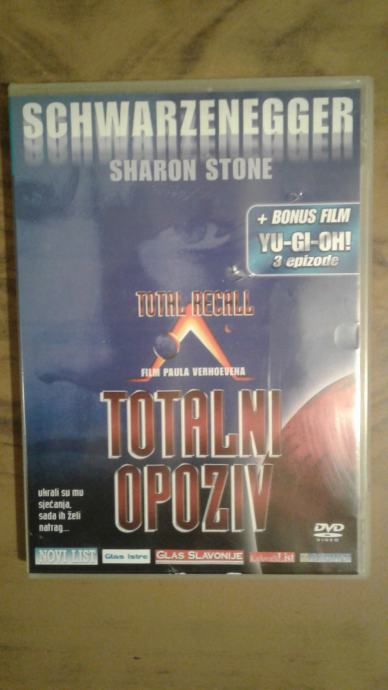 SCHWARZENEGGER
SHARON STONE
+ BONUS FILM
YU-GI-OH!
3 epizode
TOTAL RECALL
FILM PAULA VERHOEVENA
TOTALNI
OPOZIV
ukrali su mu
sjećanja,
sada ih želi
natrag...
DVD
VIDEO
NOVI LIST
Glas Istre
GLAS SLAVONIJE